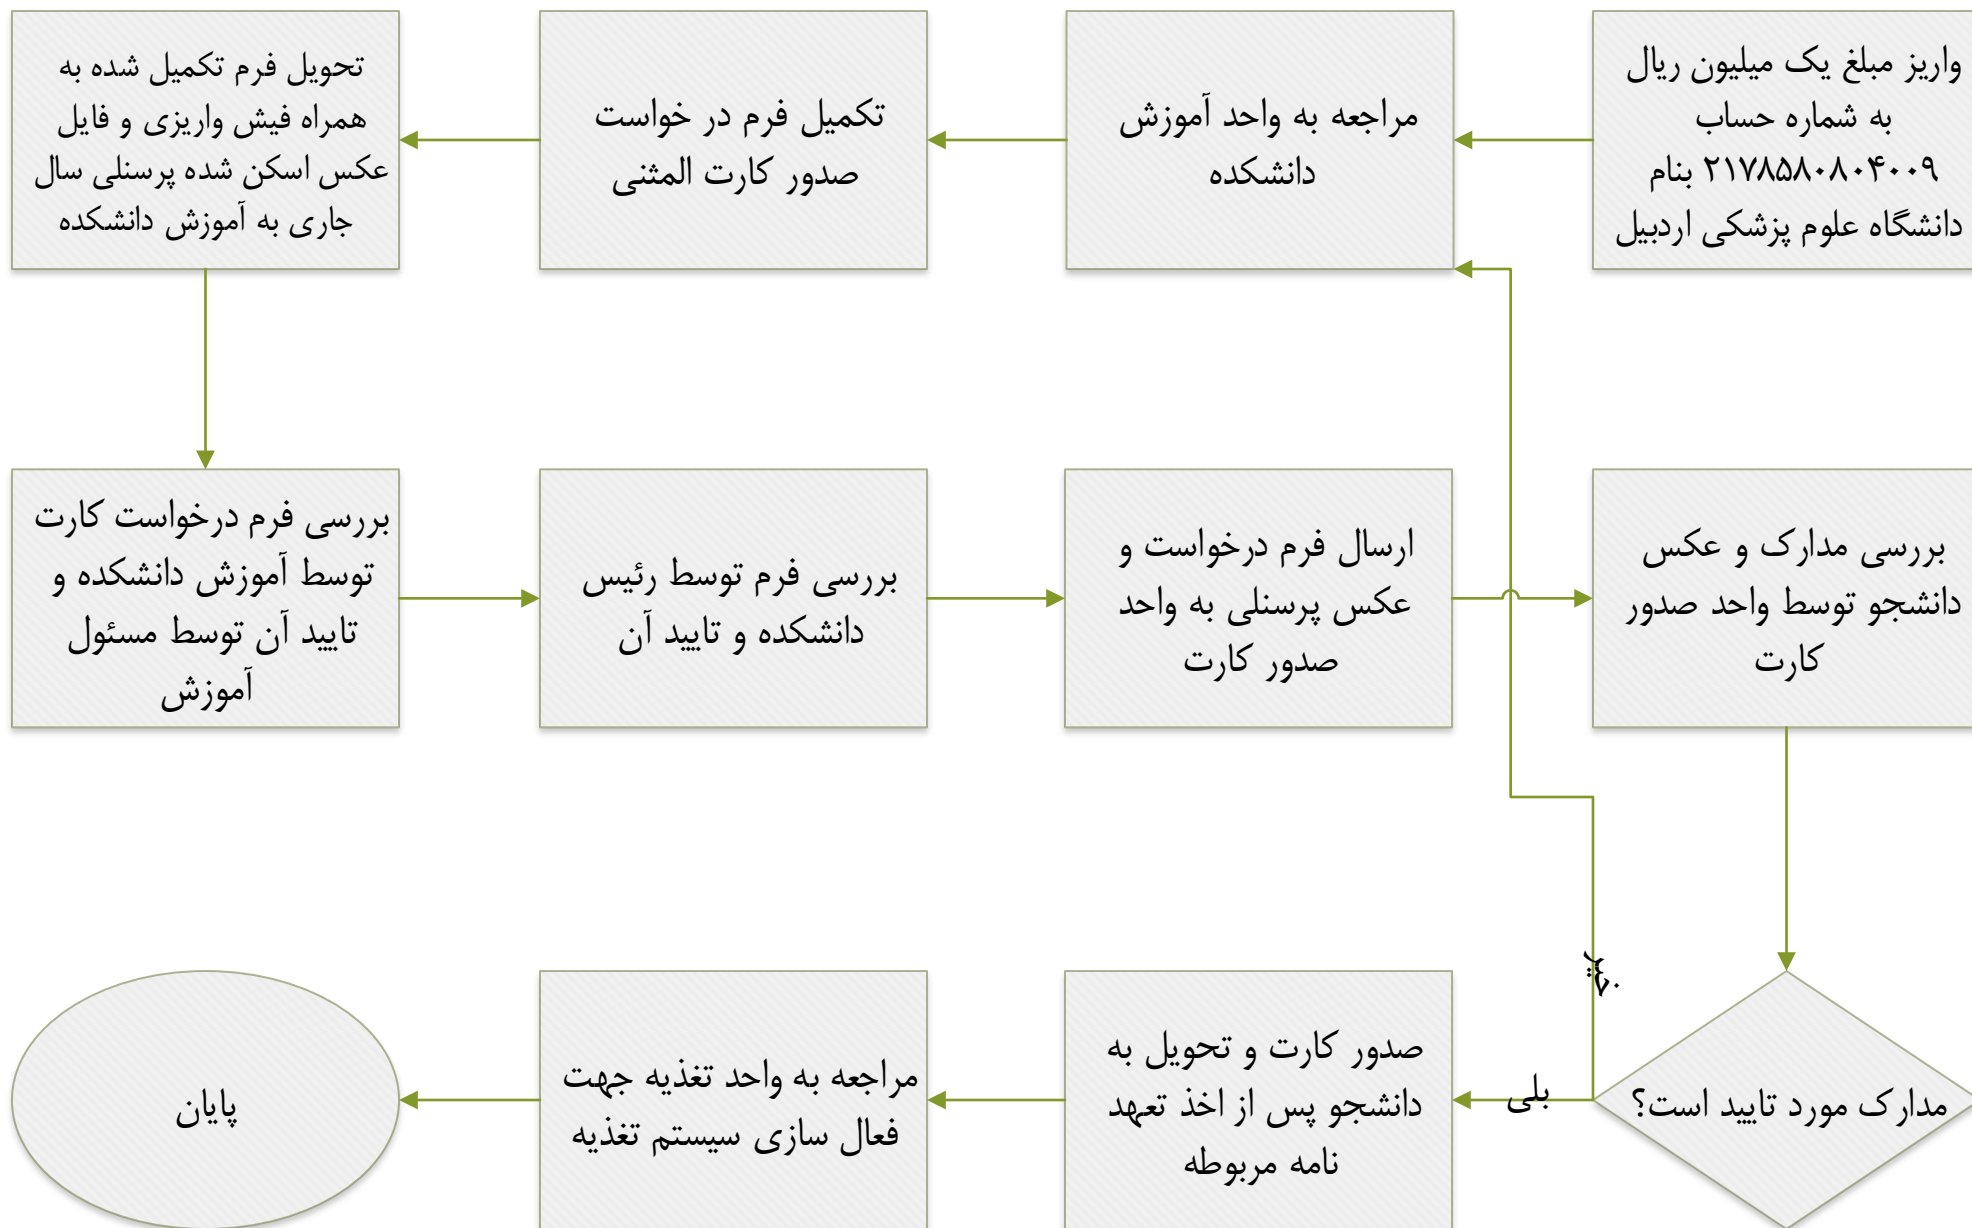 واریز مبلغ یک میلیون ریال
به شماره حساب
۲۱۷۸۵۸۰۸۰۴۰۰۹ بنام
دانشگاه علوم پزشکی اردبیل
مراجعه به واحد آموزش
دانشکده
تکمیل فرم در خواست
صدور کارت المثنی
تحویل فرم تکمیل شده به
همراه فیش واریزی و فایل
عکس اسکن شده پرسنلی سال
جاری به آموزش دانشکده
بررسی فرم درخواست کارت
توسط آموزش دانشکده و
تایید آن توسط مسئول
آموزش
بررسی فرم توسط رئیس
دانشکده و تایید آن
ارسال فرم درخواست و
عکس پرسنلی به واحد
صدور کارت
بررسی مدارک و عکس
دانشجو توسط واحد صدور
کارت
مدارک مورد تایید است؟
خیر
بلی
صدور کارت و تحویل به
دانشجو پس از اخذ تعهد
نامه مربوطه
مراجعه به واحد تغذیه جهت
فعال سازی سیستم تغذیه
پایان